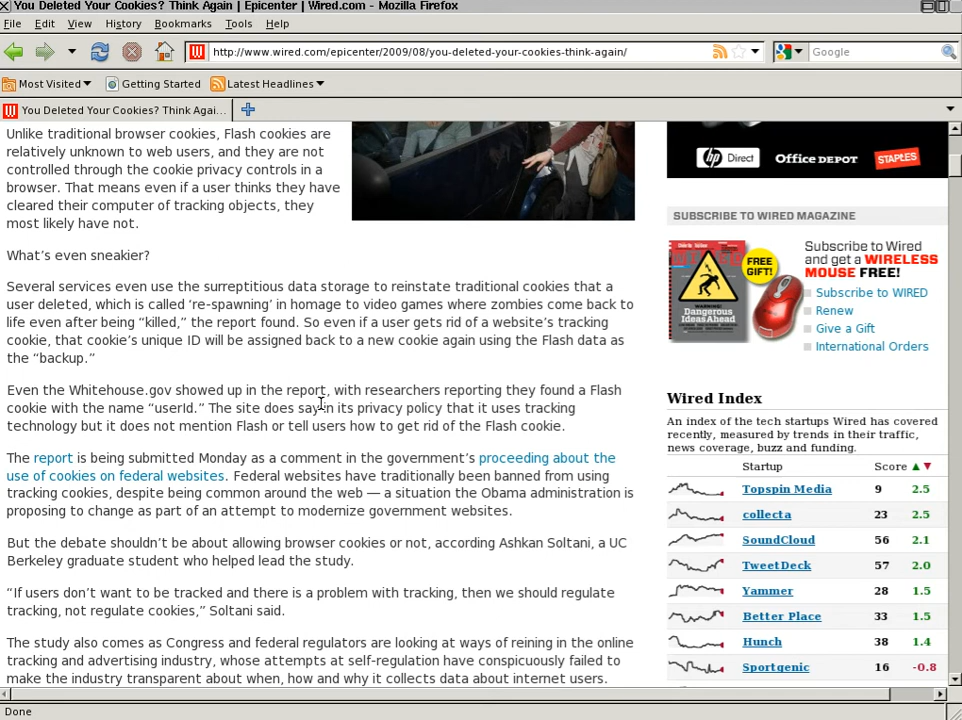 You Deleted Your Cookies? Think Again | Epicenter | Wired.com - Mozilla Firefox
File Edit View History Bookmarks Tools Help
http://www.wired.com/epicenter/2009/08/you-deleted-your-cookies-think-again/
Google
Most Visited Getting Started Latest Headlines
You Deleted Your Cookies? Think Agai...
Unlike traditional browser cookies, Flash cookies are
relatively unknown to web users, and they are not
controlled through the cookie privacy controls in a
browser. That means even if a user thinks they have
cleared their computer of tracking objects, they
most likely have not.
What's even sneakier?
Several services even use the surreptitious data storage to reinstate traditional cookies that a
user deleted, which is called ‘re-spawning’ in homage to video games where zombies come back to
life even after being “killed,” the report found. So even if a user gets rid of a website’s tracking
cookie, that cookie’s unique ID will be assigned back to a new cookie again using the Flash data as
the “backup.”
Even the Whitehouse.gov showed up in the report, with researchers reporting they found a Flash
cookie with the name “userId.” The site does say in its privacy policy that it uses tracking
technology but it does not mention Flash or tell users how to get rid of the Flash cookie.
The report is being submitted Monday as a comment in the government’s proceeding about the
use of cookies on federal websites. Federal websites have traditionally been banned from using
tracking cookies, despite being common around the web — a situation the Obama administration is
proposing to change as part of an attempt to modernize government websites.
But the debate shouldn’t be about allowing browser cookies or not, according Ashkan Soltani, a UC
Berkeley graduate student who helped lead the study.
“If users don’t want to be tracked and there is a problem with tracking, then we should regulate
tracking, not regulate cookies,” Soltani said.
The study also comes as Congress and federal regulators are looking at ways of reining in the online
tracking and advertising industry, whose attempts at self-regulation have conspicuously failed to
make the industry transparent about when, how and why it collects data about internet users.
hp Direct Office DEPOT STAPLES
SUBSCRIBE TO WIRED MAGAZINE
FREE
GIFT!
DANGEROUS
Ideas Ahead
Subscribe to Wired
and get a WIRELESS
MOUSE FREE!
Subscribe to WIRED
Renew
Give a Gift
International Orders
Wired Index
An index of the tech startups Wired has covered
recently, measured by trends in their traffic,
news coverage, buzz and funding.
Startup Score
Topspin Media 9 2.5
collecta 23 2.5
SoundCloud 56 2.1
TweetDeck 57 2.0
Yammer 28 1.5
Better Place 33 1.5
Hunch 38 1.4
Sportgenic 16 -0.8
Done